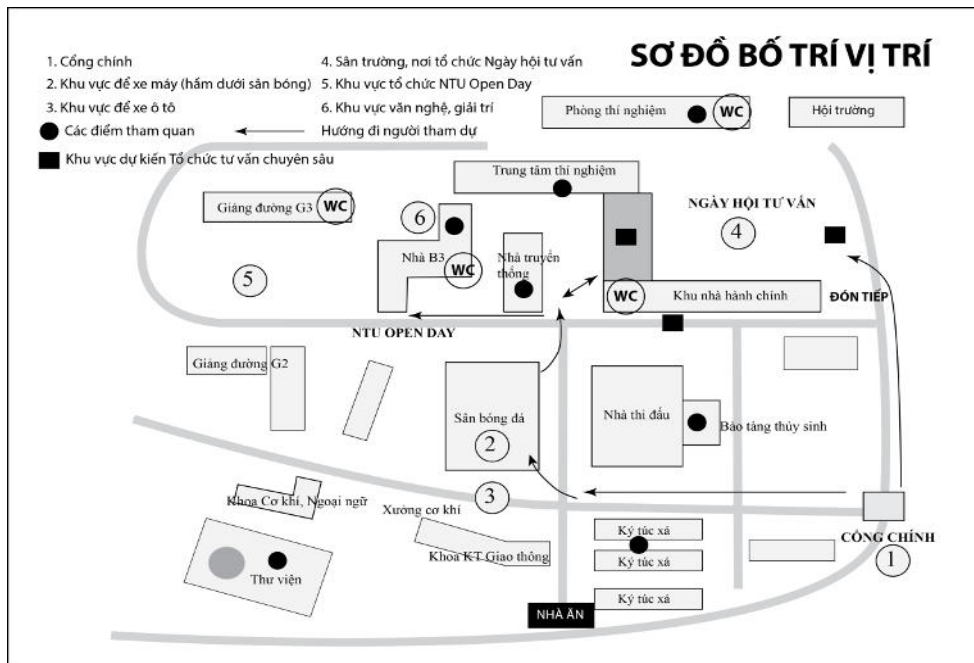 SƠ ĐỒ BỐ TRÍ VỊ TRÍ
1. Cổng chính
2. Khu vực để xe máy (hầm dưới sân bóng)
3. Khu vực để xe ô tô
4. Sân trường, nơi tổ chức Ngày hội tư vấn
5. Khu vực tổ chức NTU Open Day
6. Khu vực văn nghệ, giải trí
Các điểm tham quan
Hướng đi người tham dự
Khu vực dự kiến Tổ chức tư vấn chuyên sâu
Phòng thí nghiệm
WC
Hội trường
Trung tâm thí nghiệm
Giảng đường G3
WC
6
NGÀY HỘI TƯ VẤN
4
Nhà B3
WC
Nhà truyền
thống
5
WC
Khu nhà hành chính
ĐÓN TIẾP
NTU OPEN DAY
Giảng đường G2
Sân bóng đá
2
Nhà thi đấu
Bảo tàng thủy sinh
3
Khoa Cơ khí, Ngoại ngữ
Xưởng cơ khí
Khoa KT Giao thông
Thư viện
Ký túc xá
Ký túc xá
Ký túc xá
NHÀ ĂN
CỔNG CHÍNH
1